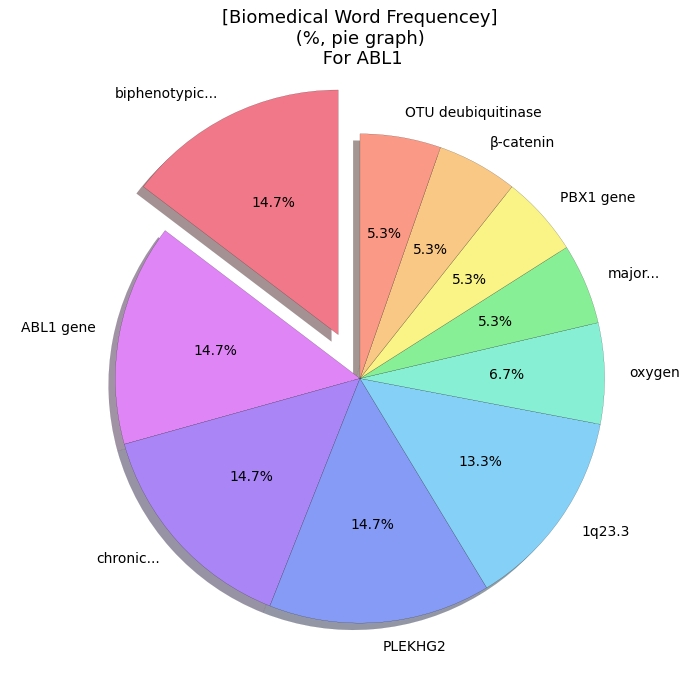 [Biomedical Word Frequencey]
(%, pie graph)
For ABL1
biphenotypic...
OTU deubiquitinase
β-catenin
PBX1 gene
major...
oxygen
1q23.3
PLEKHG2
chronic...
ABL1 gene
14.7%
5.3%
5.3%
5.3%
5.3%
6.7%
13.3%
14.7%
14.7%
14.7%